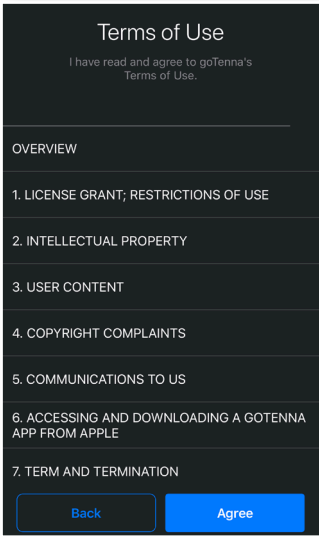 Terms of Use
I have read and agree to goTenna's
Terms of Use.
OVERVIEW
1. LICENSE GRANT; RESTRICTIONS OF USE
2. INTELLECTUAL PROPERTY
3. USER CONTENT
4. COPYRIGHT COMPLAINTS
5. COMMUNICATIONS TO US
6. ACCESSING AND DOWNLOADING A GOTENNA
APP FROM APPLE
7. TERM AND TERMINATION
Back
Agree